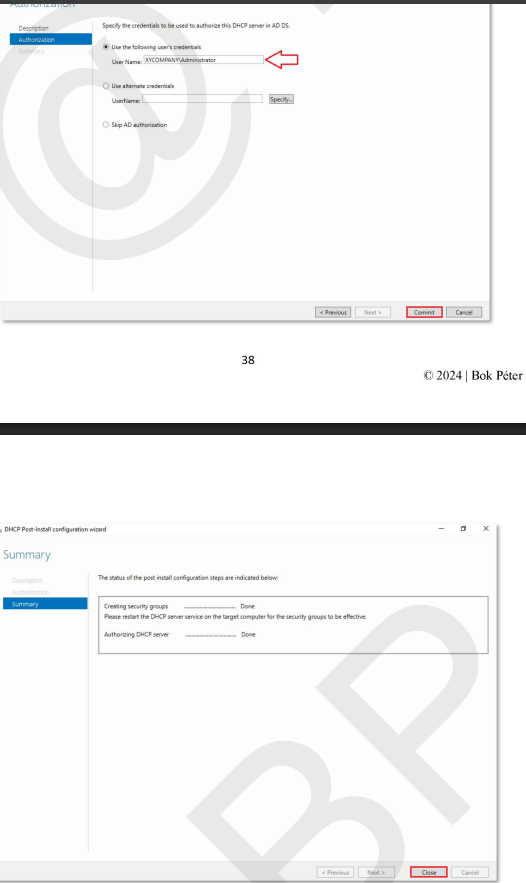 Authorization
Description
Specify the credentials to be used to authorize this DHCP server in AD DS.
Authorization
Summary
Use the following user's credentials
User Name: XYCOMPANY\Administrator
Use alternate credentials
UserName:
Specify...
Skip AD authorization
< Previous
Next >
Commit
Cancel
38
© 2024 | Bok Péter
DHCP Post-Install configuration wizard
Summary
Description
Authorization
Summary
The status of the post install configuration steps are indicated below:
Creating security groups ........................... Done
Please restart the DHCP server service on the target computer for the security groups to be effective.
Authorizing DHCP server ........................... Done
< Previous
Next >
Close
Cancel
BP